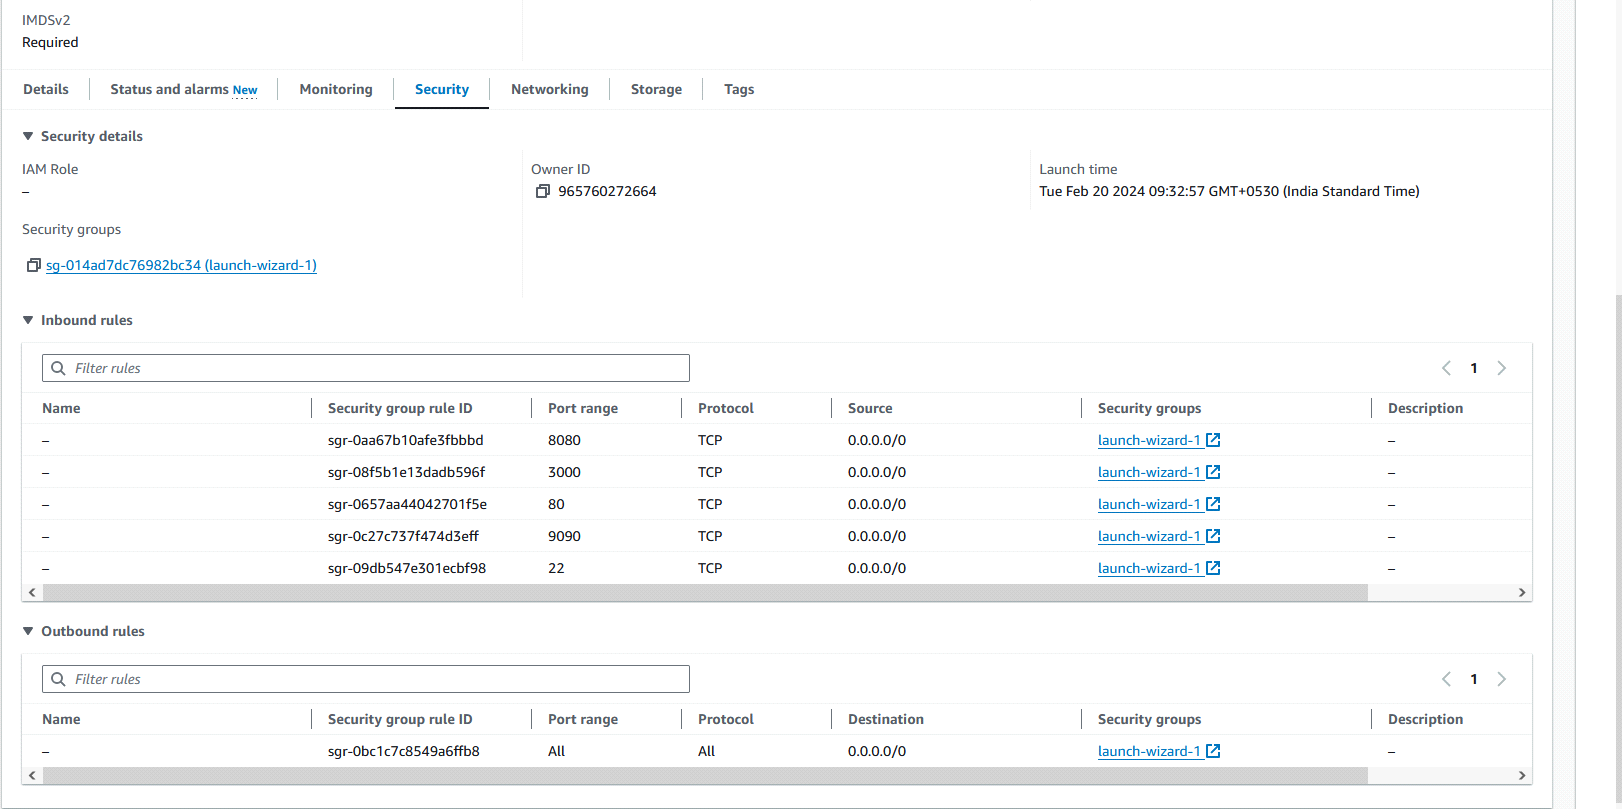 IMDSv2
Required
Details Status and alarms New Monitoring Security Networking Storage Tags
Security details
IAM Role Owner ID Launch time
– 965760272664 Tue Feb 20 2024 09:32:57 GMT+0530 (India Standard Time)
Security groups
sg-014ad7dc76982bc34 (launch-wizard-1)
Inbound rules
Filter rules 1
Name Security group rule ID Port range Protocol Source Security groups Description
– sgr-0aa67b10afe3fbbbd 8080 TCP 0.0.0.0/0 launch-wizard-1 –
– sgr-08f5b1e13dadb596f 3000 TCP 0.0.0.0/0 launch-wizard-1 –
– sgr-0657aa44042701f5e 80 TCP 0.0.0.0/0 launch-wizard-1 –
– sgr-0c27c737f474d3eff 9090 TCP 0.0.0.0/0 launch-wizard-1 –
– sgr-09db547e301ecbf98 22 TCP 0.0.0.0/0 launch-wizard-1 –
Outbound rules
Filter rules 1
Name Security group rule ID Port range Protocol Destination Security groups Description
– sgr-0bc1c7c8549a6ffb8 All All 0.0.0.0/0 launch-wizard-1 –